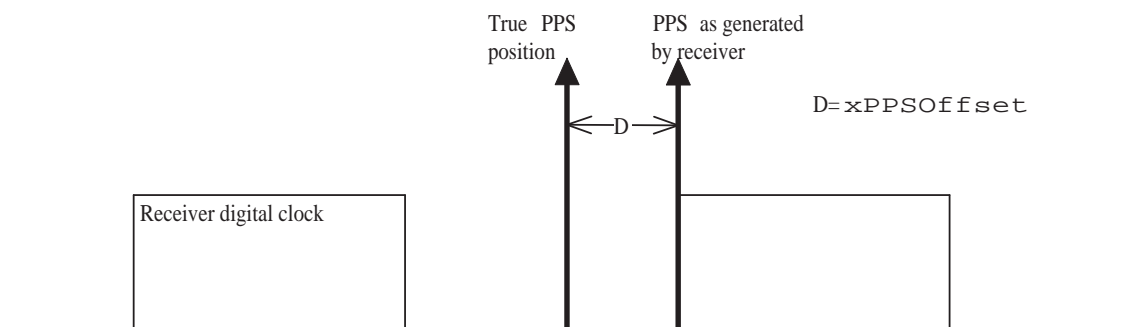 True PPS
position
PPS as generated
by receiver
D=xPPSOffset
D
Receiver digital clock